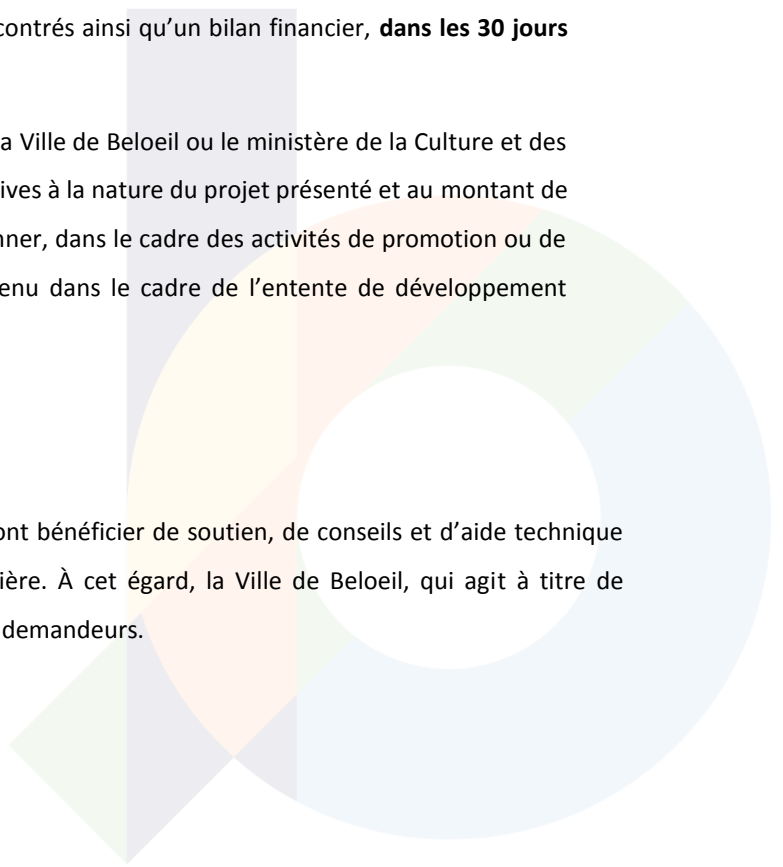 contrés ainsi qu’un bilan financier, dans les 30 jours
a Ville de Beloeil ou le ministère de la Culture et des
ives à la nature du projet présenté et au montant de
nner, dans le cadre des activités de promotion ou de
enu dans le cadre de l’entente de développement
ont bénéficier de soutien, de conseils et d’aide technique
ière. À cet égard, la Ville de Beloeil, qui agit à titre de
demandeurs.